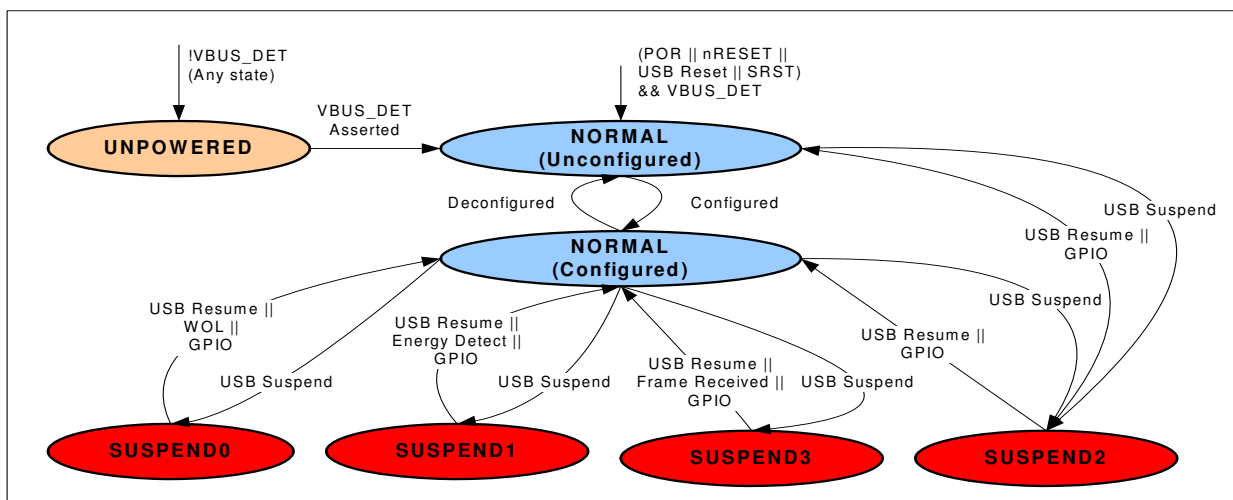 !VBUS_DET
(Any state)
(POR || nRESET ||
USB Reset || SRST)
&& VBUS_DET
VBUS_DET
Asserted
UNPOWERED
NORMAL
(Unconfigured)
Deconfigured
Configured
USB Suspend
USB Resume ||
GPIO
NORMAL
(Configured)
USB Resume ||
WOL ||
GPIO
USB Suspend
USB Resume ||
Energy Detect ||
GPIO
USB Suspend
USB Resume ||
Frame Received ||
GPIO
USB Suspend
USB Resume ||
GPIO
USB Suspend
SUSPEND0
SUSPEND1
SUSPEND3
SUSPEND2